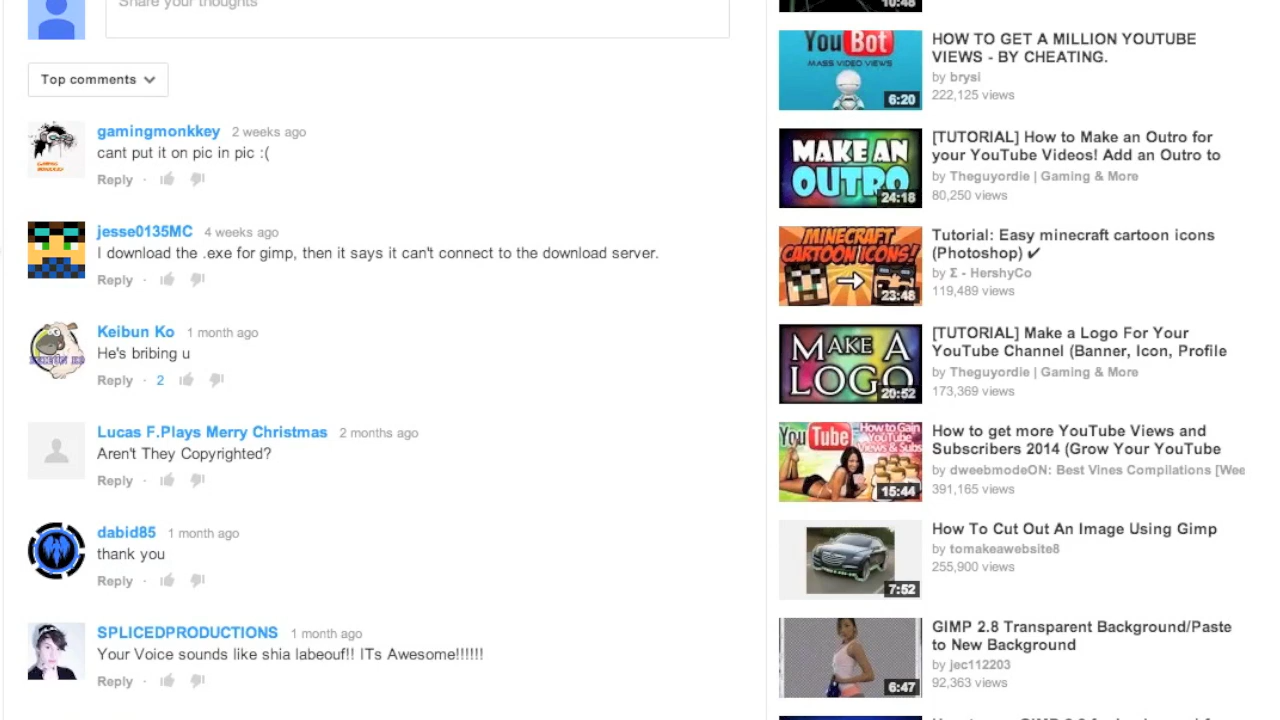 Share your thoughts
Top comments
gamingmonkkey 2 weeks ago
cant put it on pic in pic :(
Reply ·
jesse0135MC 4 weeks ago
I download the .exe for gimp, then it says it can't connect to the download server.
Reply ·
Keibun Ko 1 month ago
He's bribing u
Reply · 2
Lucas F.Plays Merry Christmas 2 months ago
Aren't They Copyrighted?
Reply ·
dabid85 1 month ago
thank you
Reply ·
SPLICEDPRODUCTIONS 1 month ago
Your Voice sounds like shia labeouf!! ITs Awesome!!!!!!
Reply ·
10:48
YouBot
MASS VIDEO VIEWS
6:20
HOW TO GET A MILLION YOUTUBE
VIEWS - BY CHEATING.
by brysi
222,125 views
MAKE AN
OUTRO
24:18
[TUTORIAL] How to Make an Outro for
your YouTube Videos! Add an Outro to
by Theguyordie | Gaming & More
80,250 views
MINECRAFT
CARTOON ICONS!
23:48
Tutorial: Easy minecraft cartoon icons
(Photoshop) ✔
by Σ - HershyCo
119,489 views
MAKE A
LOGO
20:52
[TUTORIAL] Make a Logo For Your
YouTube Channel (Banner, Icon, Profile
by Theguyordie | Gaming & More
173,369 views
YouTube
How to Gain
YouTube
Views & Subs
15:44
How to get more YouTube Views and
Subscribers 2014 (Grow Your YouTube
by dweebmodeON: Best Vines Compilations [Wee
391,165 views
7:52
How To Cut Out An Image Using Gimp
by tomakeawebsite8
255,900 views
6:47
GIMP 2.8 Transparent Background/Paste
to New Background
by jec112203
92,363 views